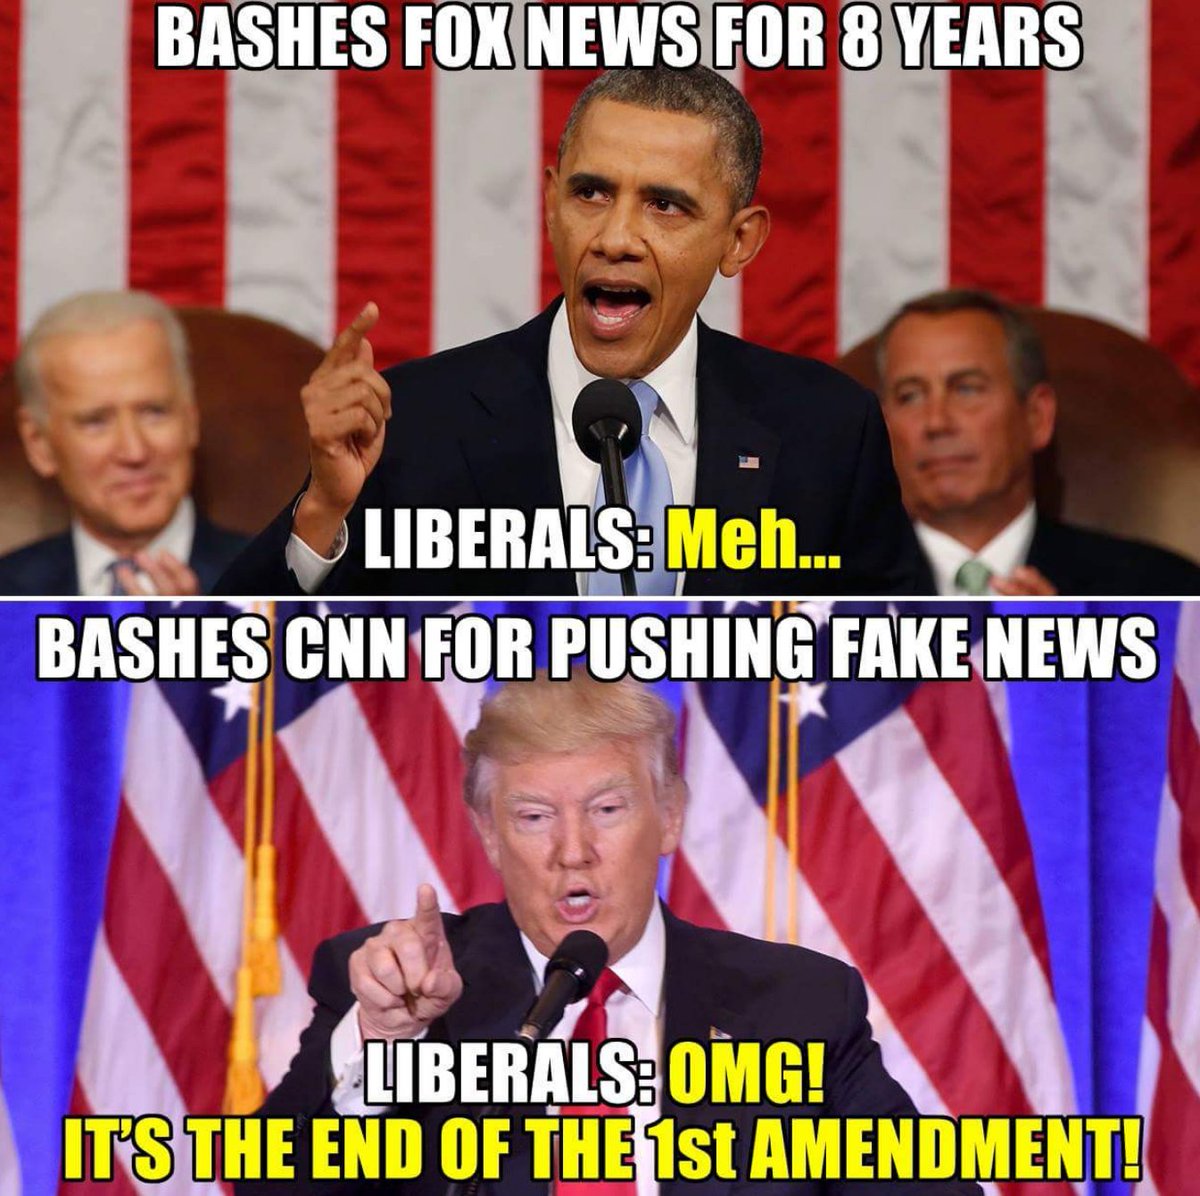 BASHES FOX NEWS FOR 8 YEARS
LIBERALS: Meh...
BASHES CNN FOR PUSHING FAKE NEWS
LIBERALS: OMG!
IT'S THE END OF THE 1st AMENDMENT!